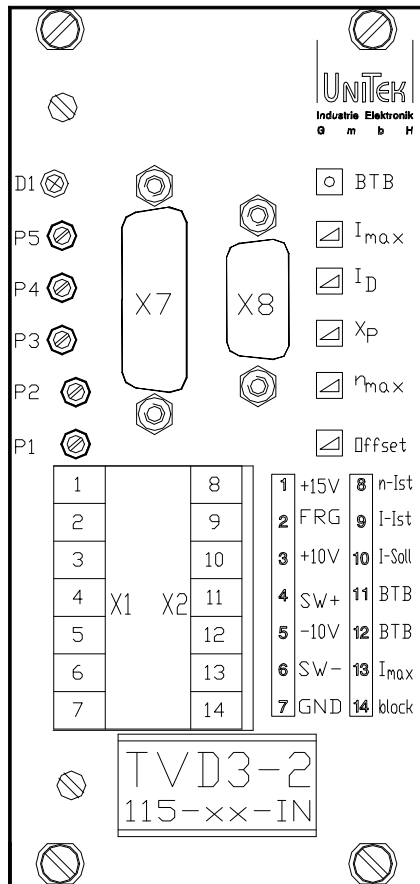 UNITEK
Industrie Elektronik
G m b H
D1 BTB
P5 Imax
P4 ID
P3 XP
P2 nmax
P1 Offset
X7 X8
1 8
2 9
3 10
4 X1 X2 11
5 12
6 13
7 14
1 +15V 8 n-Ist
2 FRG 9 I-Ist
3 +10V 10 I-Soll
4 SW+ 11 BTB
5 -10V 12 BTB
6 SW- 13 Imax
7 GND 14 block
TVD3-2
115-xx-IN